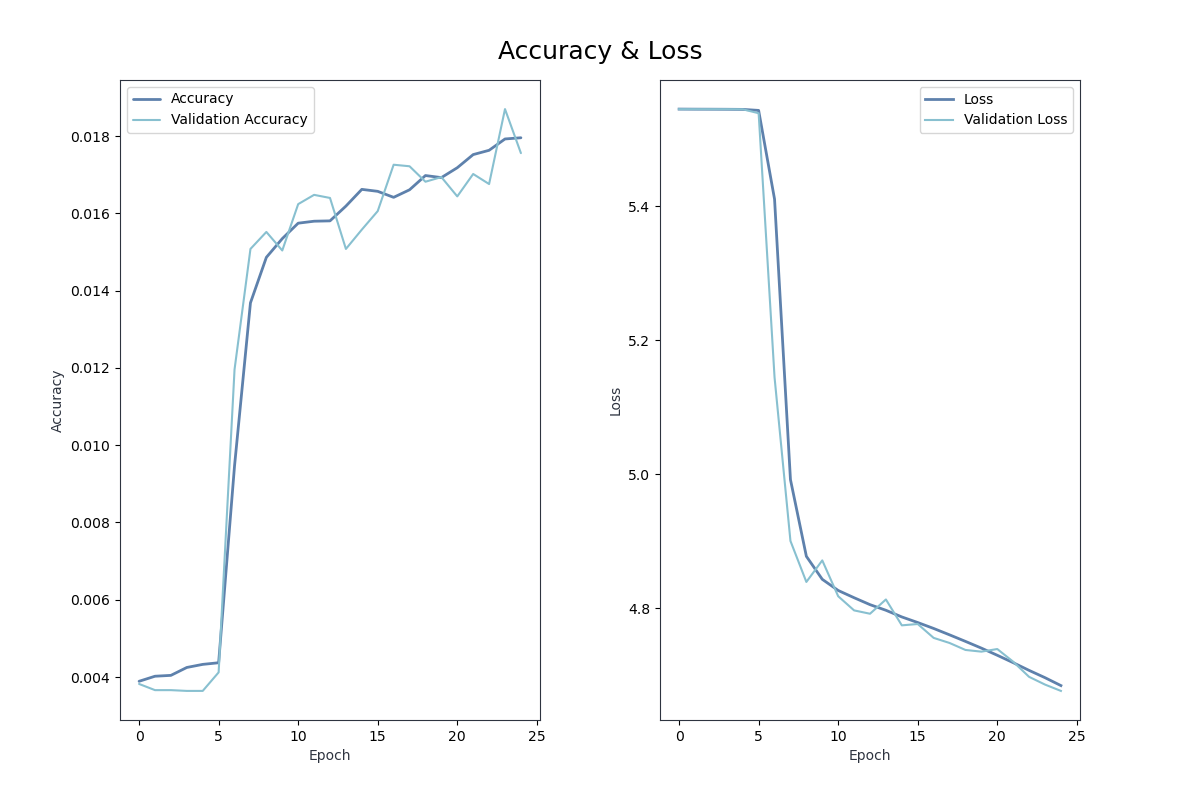 Accuracy & Loss
Accuracy
Validation Accuracy
0.018
0.016
0.014
0.012
0.010
0.008
0.006
0.004
Accuracy
0 5 10 15 20 25
Epoch
Loss
Validation Loss
5.4
5.2
5.0
4.8
Loss
0 5 10 15 20 25
Epoch